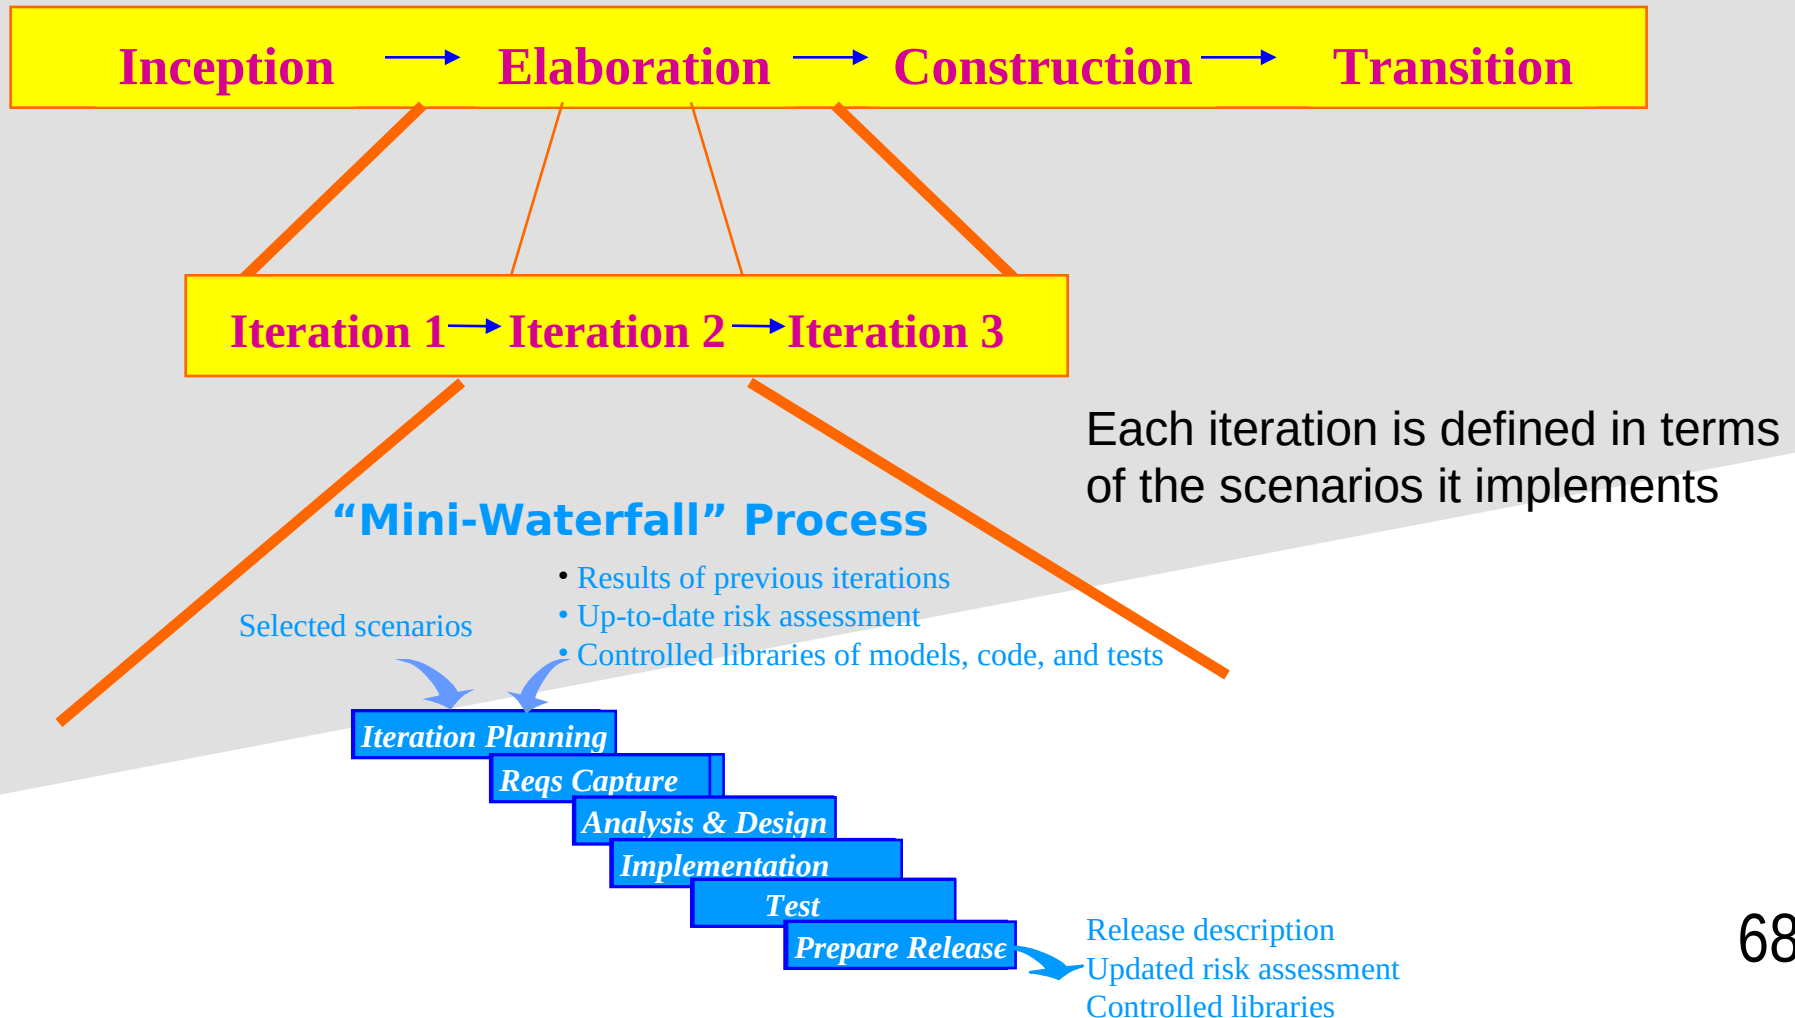 Inception Elaboration Construction Transition
Iteration 1 Iteration 2 Iteration 3
Each iteration is defined in terms
of the scenarios it implements
“Mini-Waterfall” Process
• Results of previous iterations
• Up-to-date risk assessment
• Controlled libraries of models, code, and tests
Selected scenarios
Iteration Planning
Reqs Capture
Analysis & Design
Implementation
Test
Prepare Release
Release description
Updated risk assessment
Controlled libraries
68